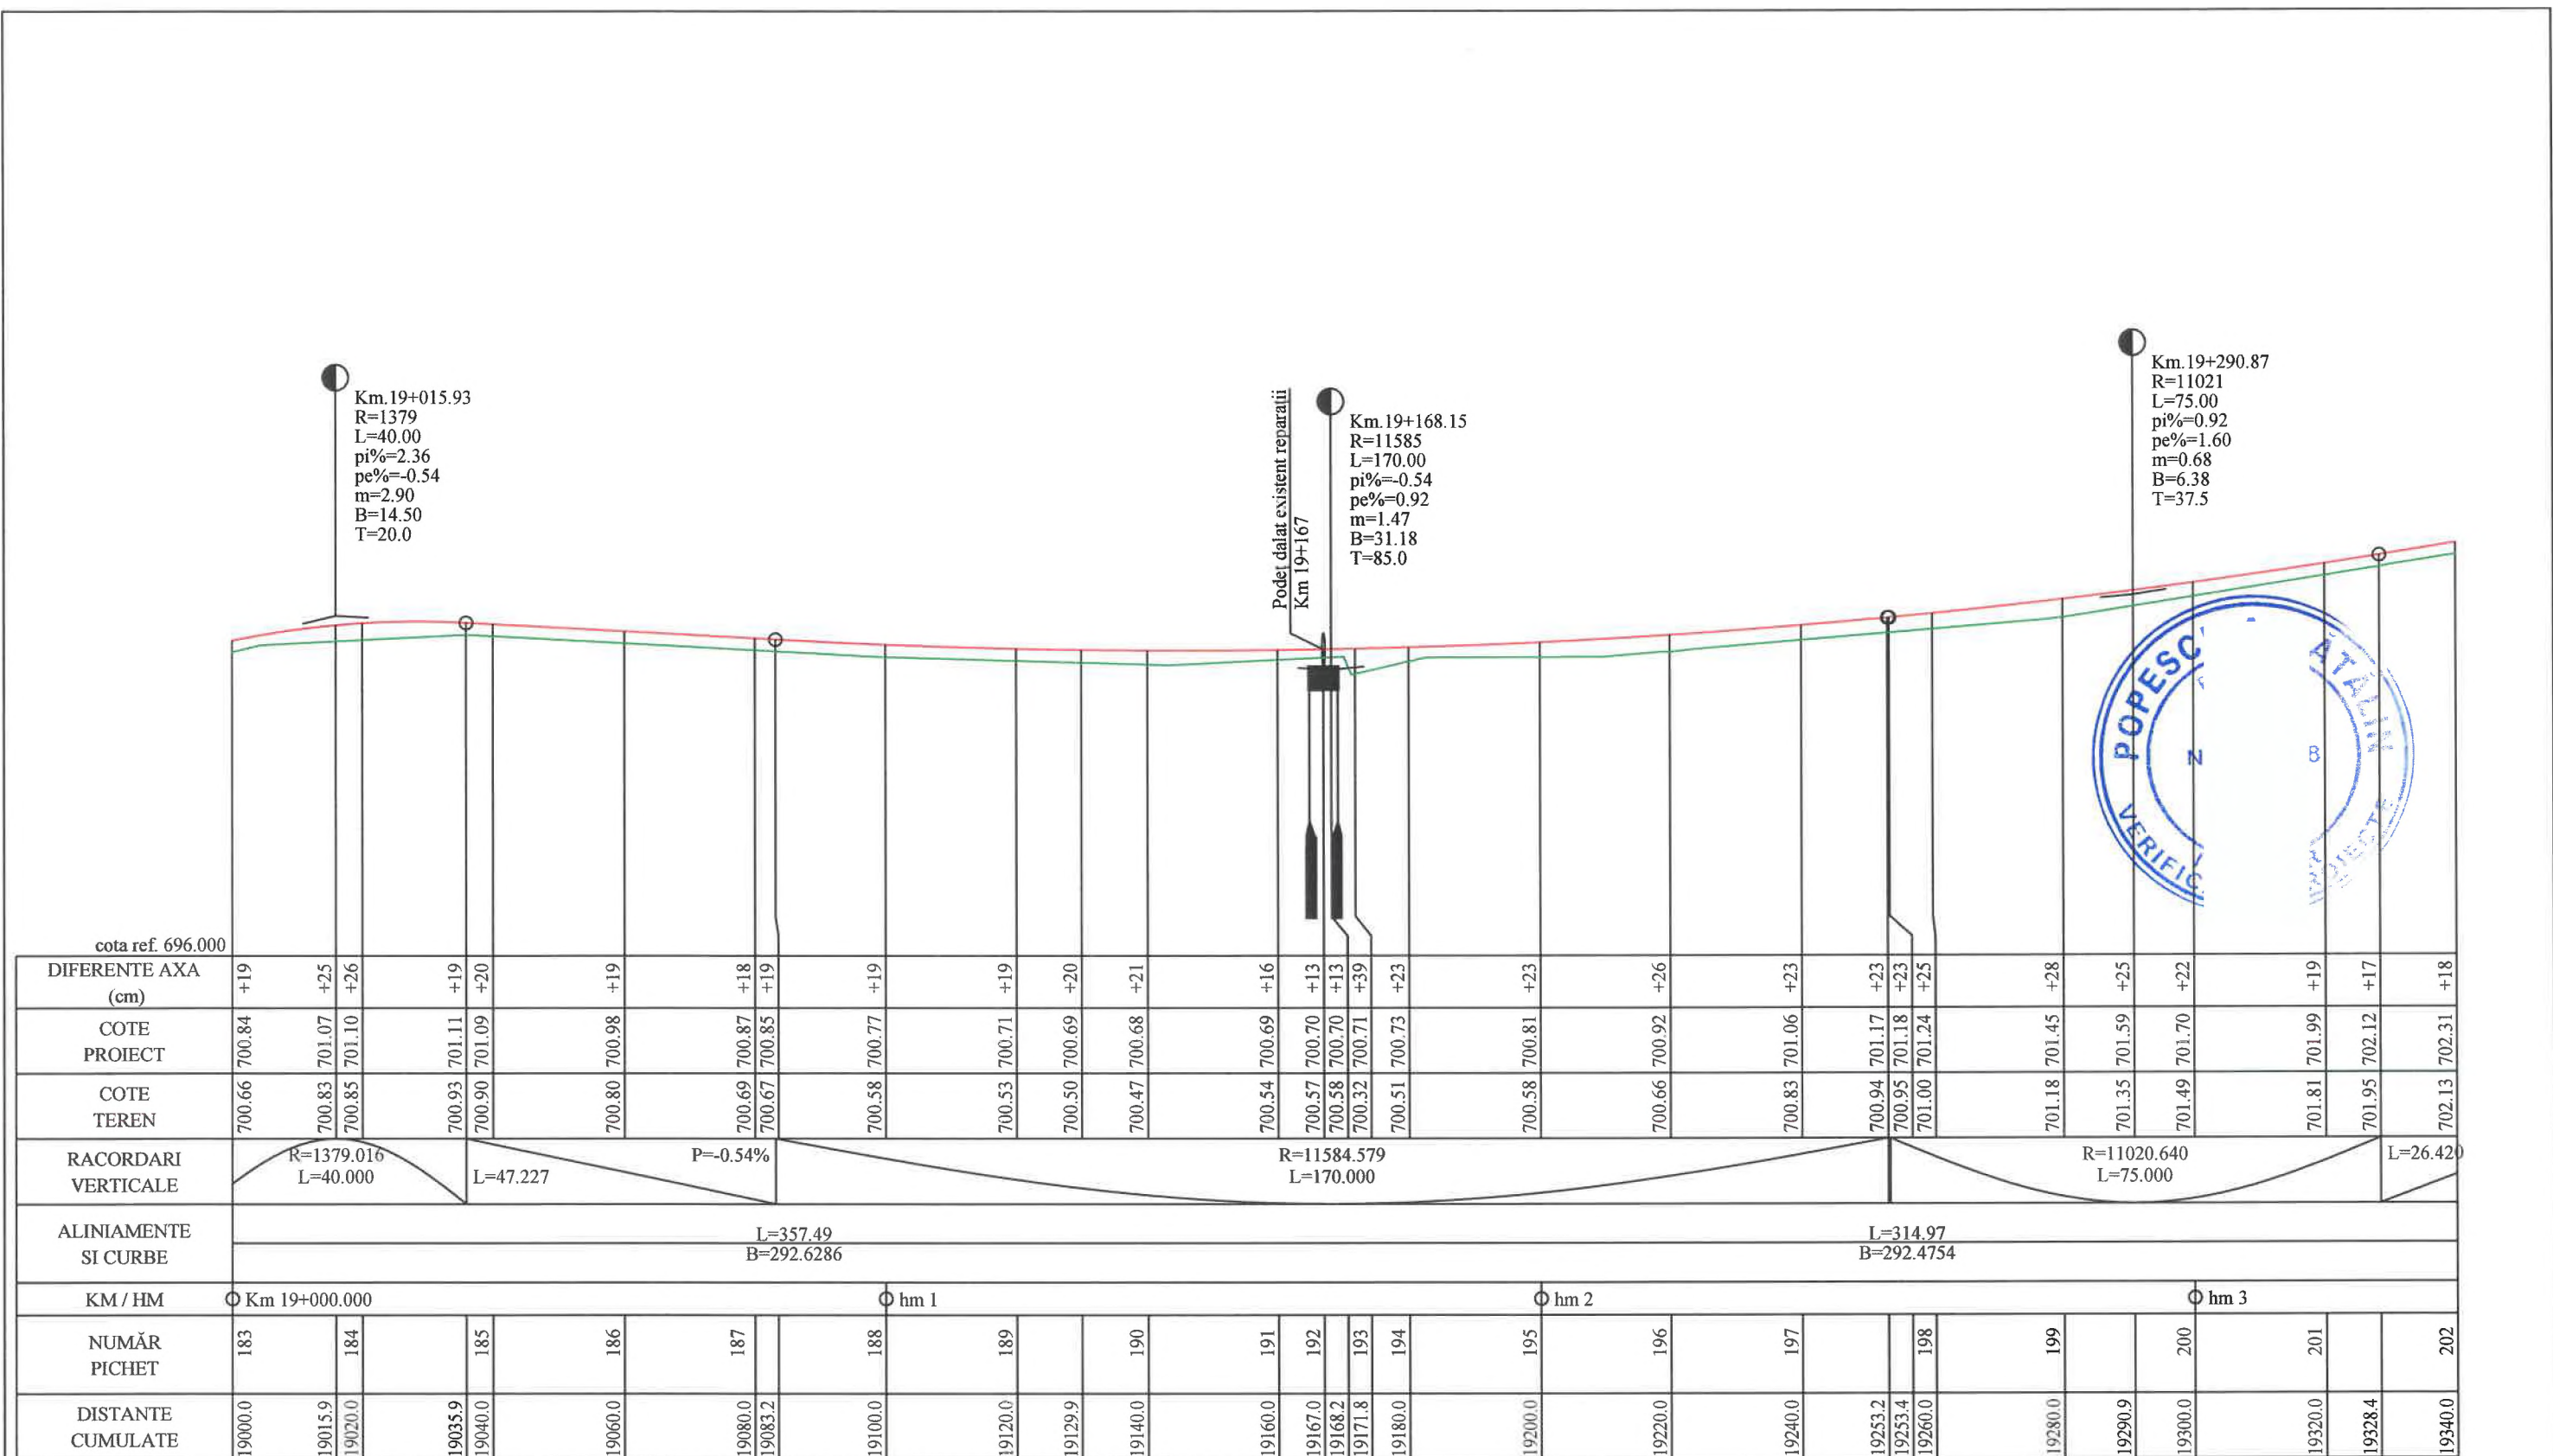 Km.19+015.93
R=1379
L=40.00
pi%=2.36
pe%=-0.54
m=2.90
B=14.50
T=20.0
Podeț dalat existent reparații
Km 19+167
Km.19+168.15
R=11585
L=170.00
pi%=-0.54
pe%=0.92
m=1.47
B=31.18
T=85.0
Km.19+290.87
R=11021
L=75.00
pi%=0.92
pe%=1.60
m=0.68
B=6.38
T=37.5
POPESC ATALIN
N B
VERIFIC
cota ref. 696.000
DIFERENTE AXA
(cm)
+19 +25 +26 +19 +20 +19 +18 +19 +19 +19 +20 +21 +16 +13 +13 +39 +23 +23 +26 +23 +23 +23 +25 +28 +25 +22 +19 +17 +18
COTE
PROIECT
700.84 701.07 701.10 701.11 701.09 700.98 700.87 700.85 700.77 700.71 700.69 700.68 700.69 700.70 700.70 700.71 700.73 700.81 700.92 701.06 701.17 701.18 701.24 701.45 701.59 701.70 701.99 702.12 702.31
COTE
TEREN
700.66 700.83 700.85 700.93 700.90 700.80 700.69 700.67 700.58 700.53 700.50 700.47 700.54 700.57 700.58 700.32 700.51 700.58 700.66 700.83 700.94 700.95 701.00 701.18 701.35 701.49 701.81 701.95 702.13
RACORDARI
VERTICALE
R=1379.016
L=40.000
L=47.227
P=-0.54%
R=11584.579
L=170.000
R=11020.640
L=75.000
L=26.420
ALINIAMENTE
SI CURBE
L=357.49
B=292.6286
L=314.97
B=292.4754
KM / HM
Km 19+000.000 hm 1 hm 2 hm 3
NUMĂR
PICHET
183 184 185 186 187 188 189 190 191 192 193 194 195 196 197 198 199 200 201 202
DISTANTE
CUMULATE
19000.0 19015.9 19020.0 19035.9 19040.0 19060.0 19080.0 19083.2 19100.0 19120.0 19129.9 19140.0 19160.0 19167.0 19168.2 19171.8 19180.0 19200.0 19220.0 19240.0 19253.2 19253.4 19260.0 19280.0 19290.9 19300.0 19320.0 19328.4 19340.0